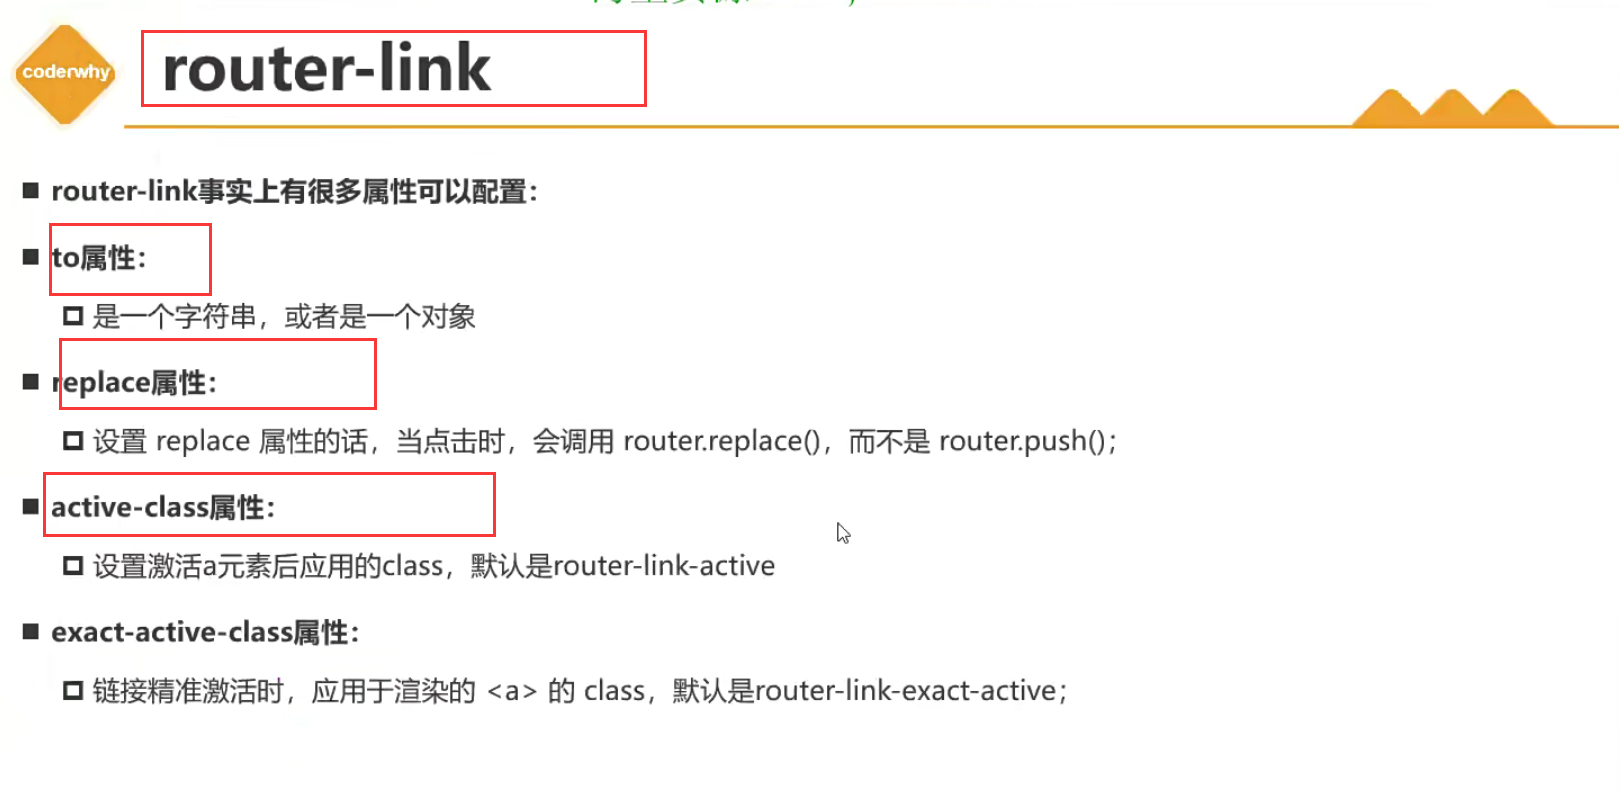 coderwhy
router-link
router-link事实上有很多属性可以配置：
to属性：
是一个字符串，或者是一个对象
replace属性：
设置 replace 属性的话，当点击时，会调用 router.replace()，而不是 router.push()；
active-class属性：
设置激活a元素后应用的class，默认是router-link-active
exact-active-class属性：
链接精准激活时，应用于渲染的 <a> 的 class，默认是router-link-exact-active；